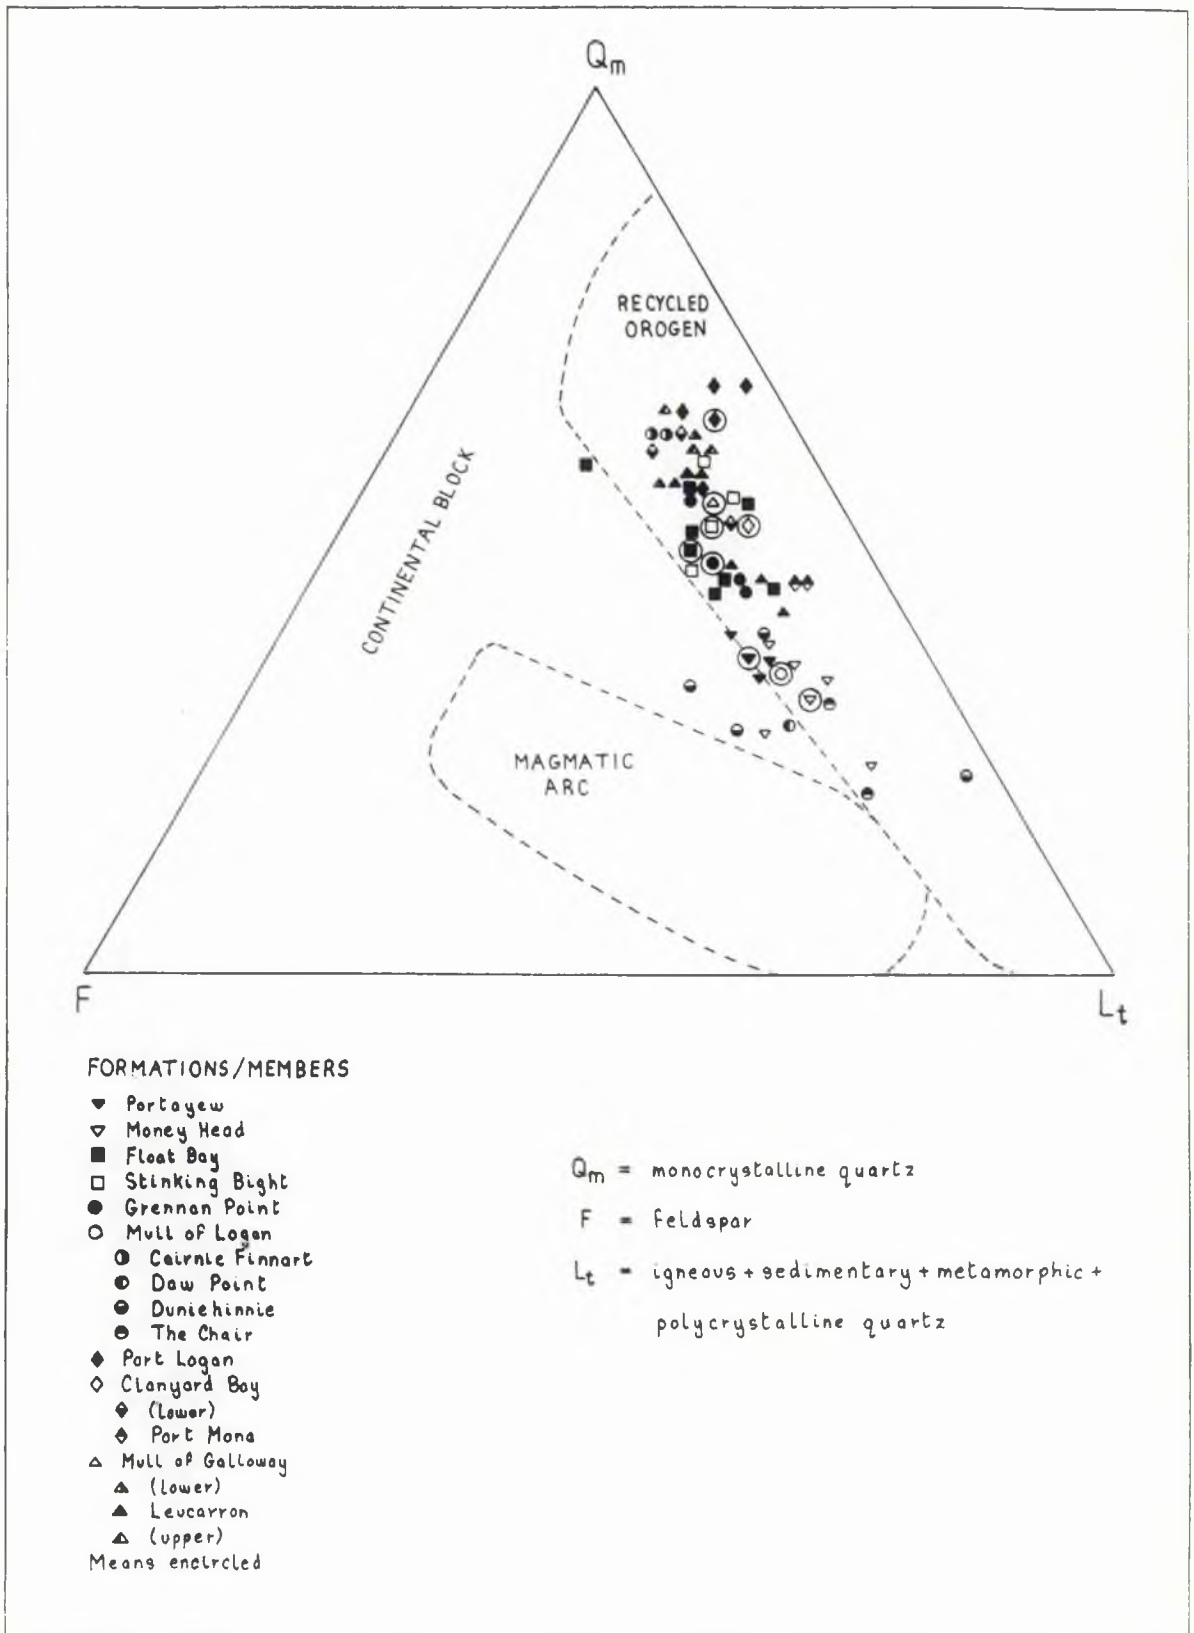 Qm
RECYCLED
OROGEN
CONTINENTAL BLOCK
MAGMATIC
ARC
F
Lt
FORMATIONS/MEMBERS
Portayew
Money Head
Float Bay
Stinking Bight
Grennan Point
Mull of Logan
Cairnie Finnart
Daw Point
Duniehinnie
The Chair
Port Logan
Clanyard Bay
(Lower)
Port Mona
Mull of Galloway
(lower)
Leucarron
(upper)
Means encircled
Qm = monocrystalline quartz
F = feldspar
Lt = igneous + sedimentary + metamorphic +
polycrystalline quartz